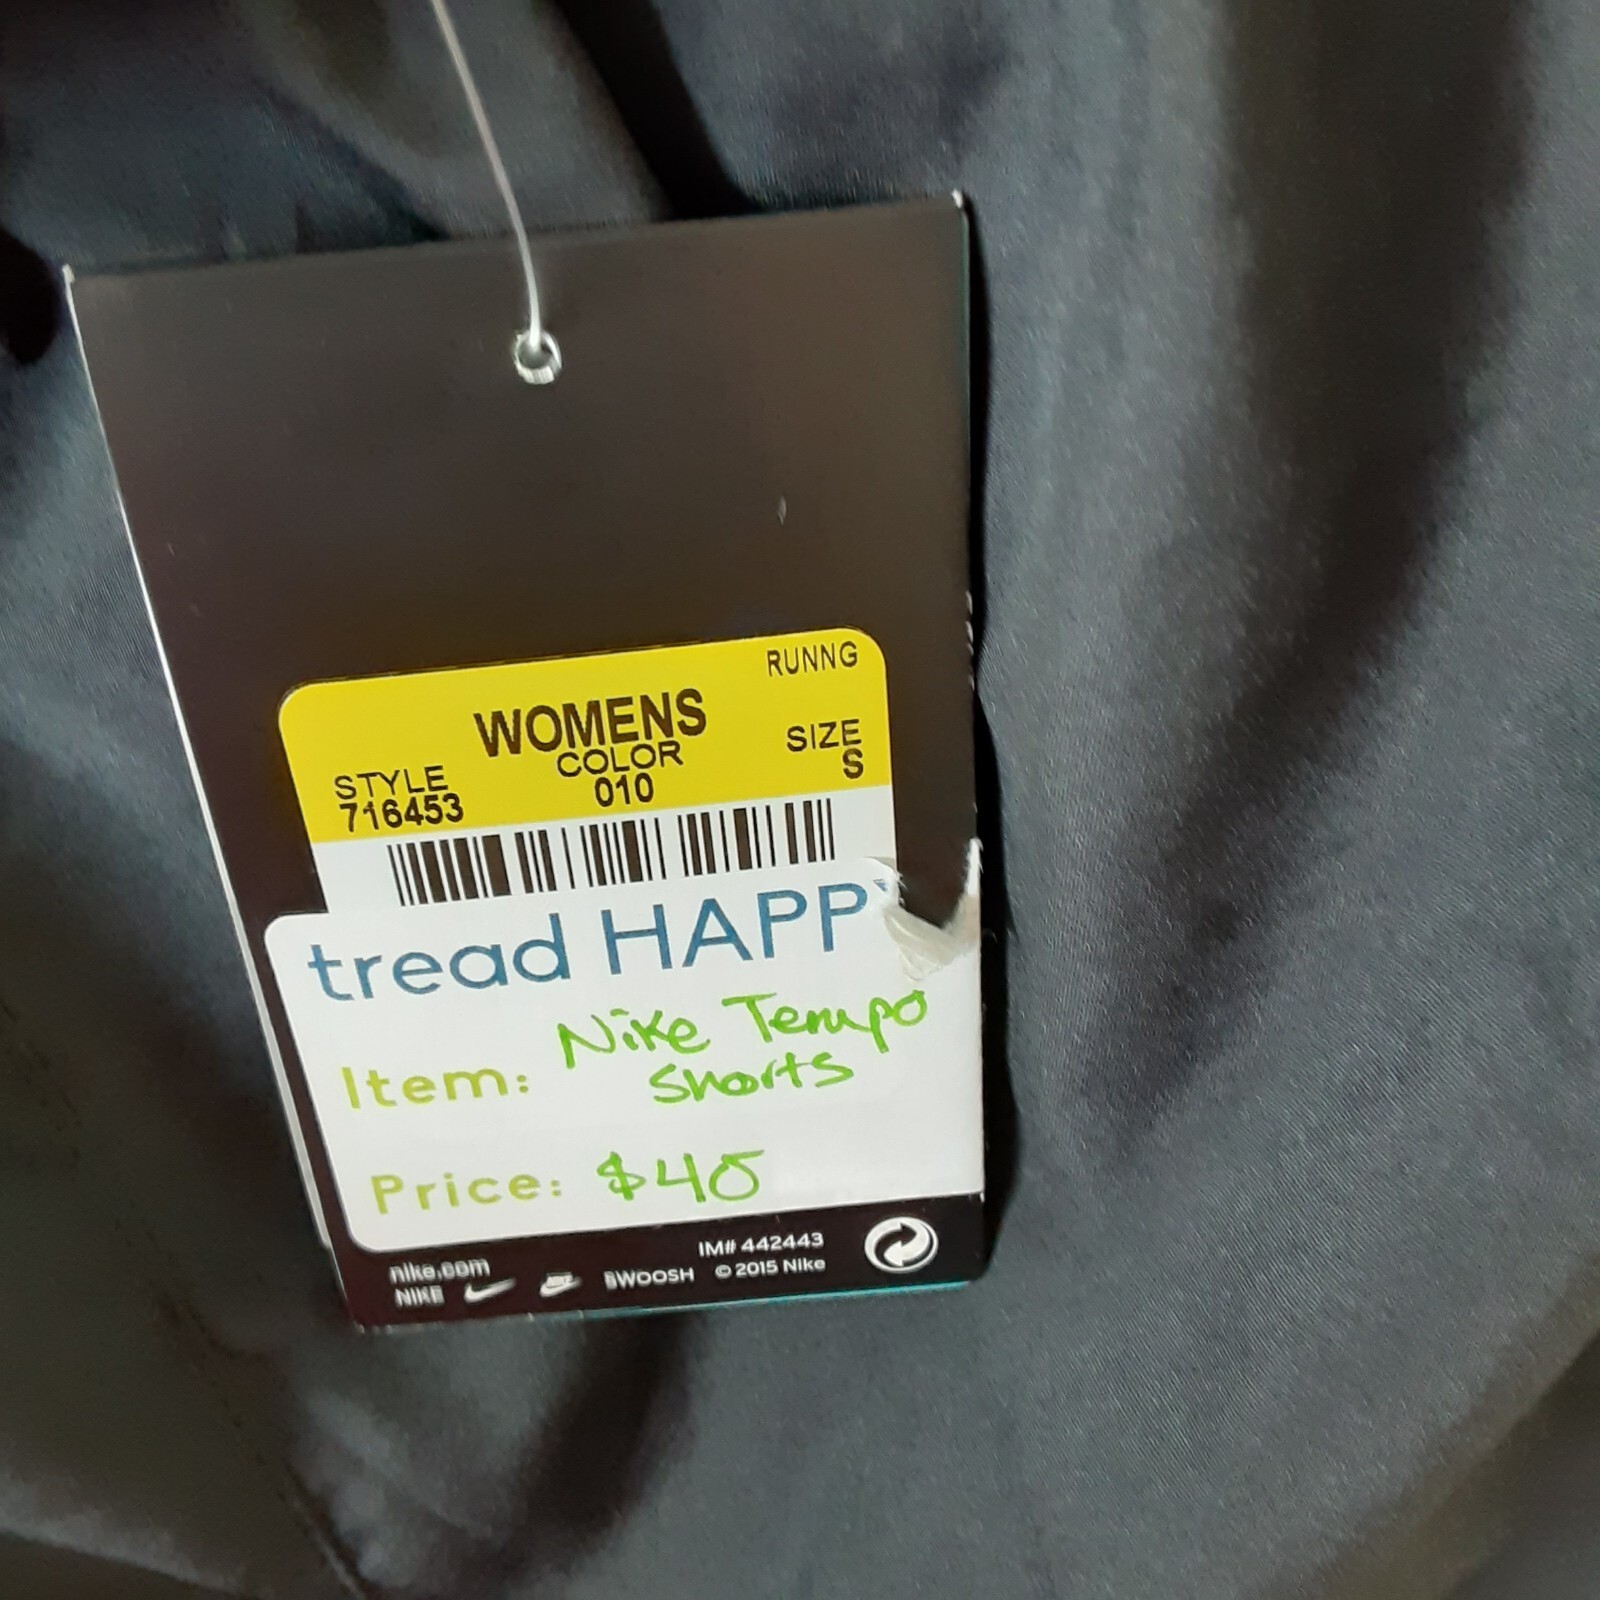 RUNNG
WOMENS
STYLE COLOR SIZE
716453 010 S
tread HAPPY
Item: Nike Tempo
shorts
Price: $40
nike.com IM# 442443
NIKE SWOOSH © 2015 Nike